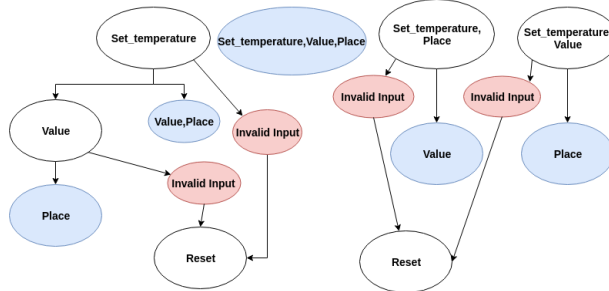 Set_temperature
Set_temperature,Value,Place
Set_temperature,
Place
Set_temperature
Value
Invalid Input
Invalid Input
Value
Value,Place
Invalid Input
Value
Place
Invalid Input
Place
Reset
Reset